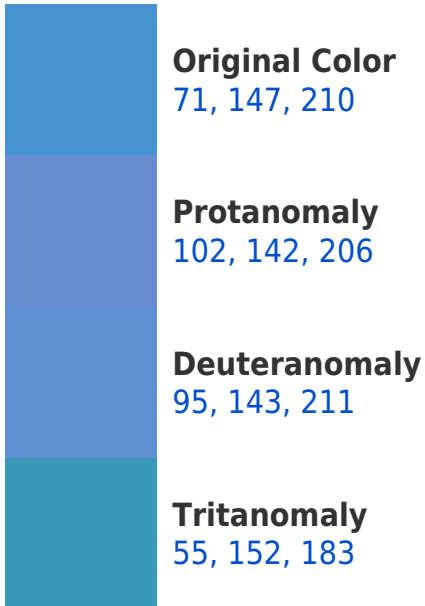 Original Color
71, 147, 210
Protanomaly
102, 142, 206
Deuteranomaly
95, 143, 211
Tritanomaly
55, 152, 183